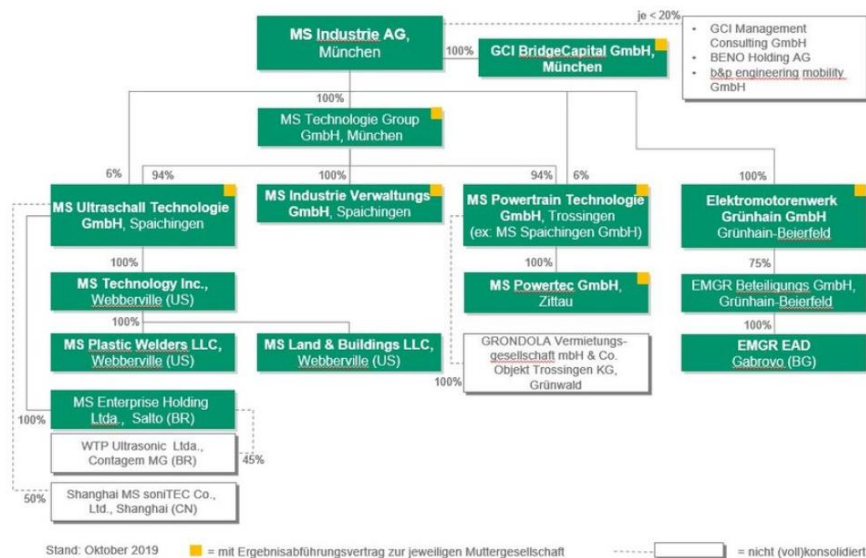 je < 20%
MS Industrie AG,
München
100%
GCI BridgeCapital GmbH,
München
• GCI Management
Consulting GmbH
• BENO Holding AG
• b&p engineering mobility
GmbH
100%
MS Technologie Group
GmbH, München
6%
94%
100%
94%
6%
100%
MS Ultraschall Technologie
GmbH, Spaichingen
MS Industrie Verwaltungs
GmbH, Spaichingen
MS Powertrain Technologie
GmbH, Trossingen
(ex: MS Spaichingen GmbH)
Elektromotorenwerk
Grünhain GmbH
Grünhain-Beierfeld
100%
100%
75%
MS Technology Inc.,
Webberville (US)
MS Powertec GmbH,
Zittau
EMGR Beteiligungs GmbH,
Grünhain-Beierfeld
100%
100%
MS Plastic Welders LLC,
Webberville (US)
MS Land & Buildings LLC,
Webberville (US)
GRONDOLA Vermietungs-
gesellschaft mbH & Co.
Objekt Trossingen KG,
Grünwald
100%
EMGR EAD
Gabrovo (BG)
MS Enterprise Holding
Ltda., Salto (BR)
100%
WTP Ultrasonic Ltda.,
Contagem MG (BR)
45%
Shanghai MS soniTEC Co.,
Ltd., Shanghai (CN)
50%
Stand: Oktober 2019
= mit Ergebnisabführungsvertrag zur jeweiligen Muttergesellschaft
= nicht (voll)konsolidiert